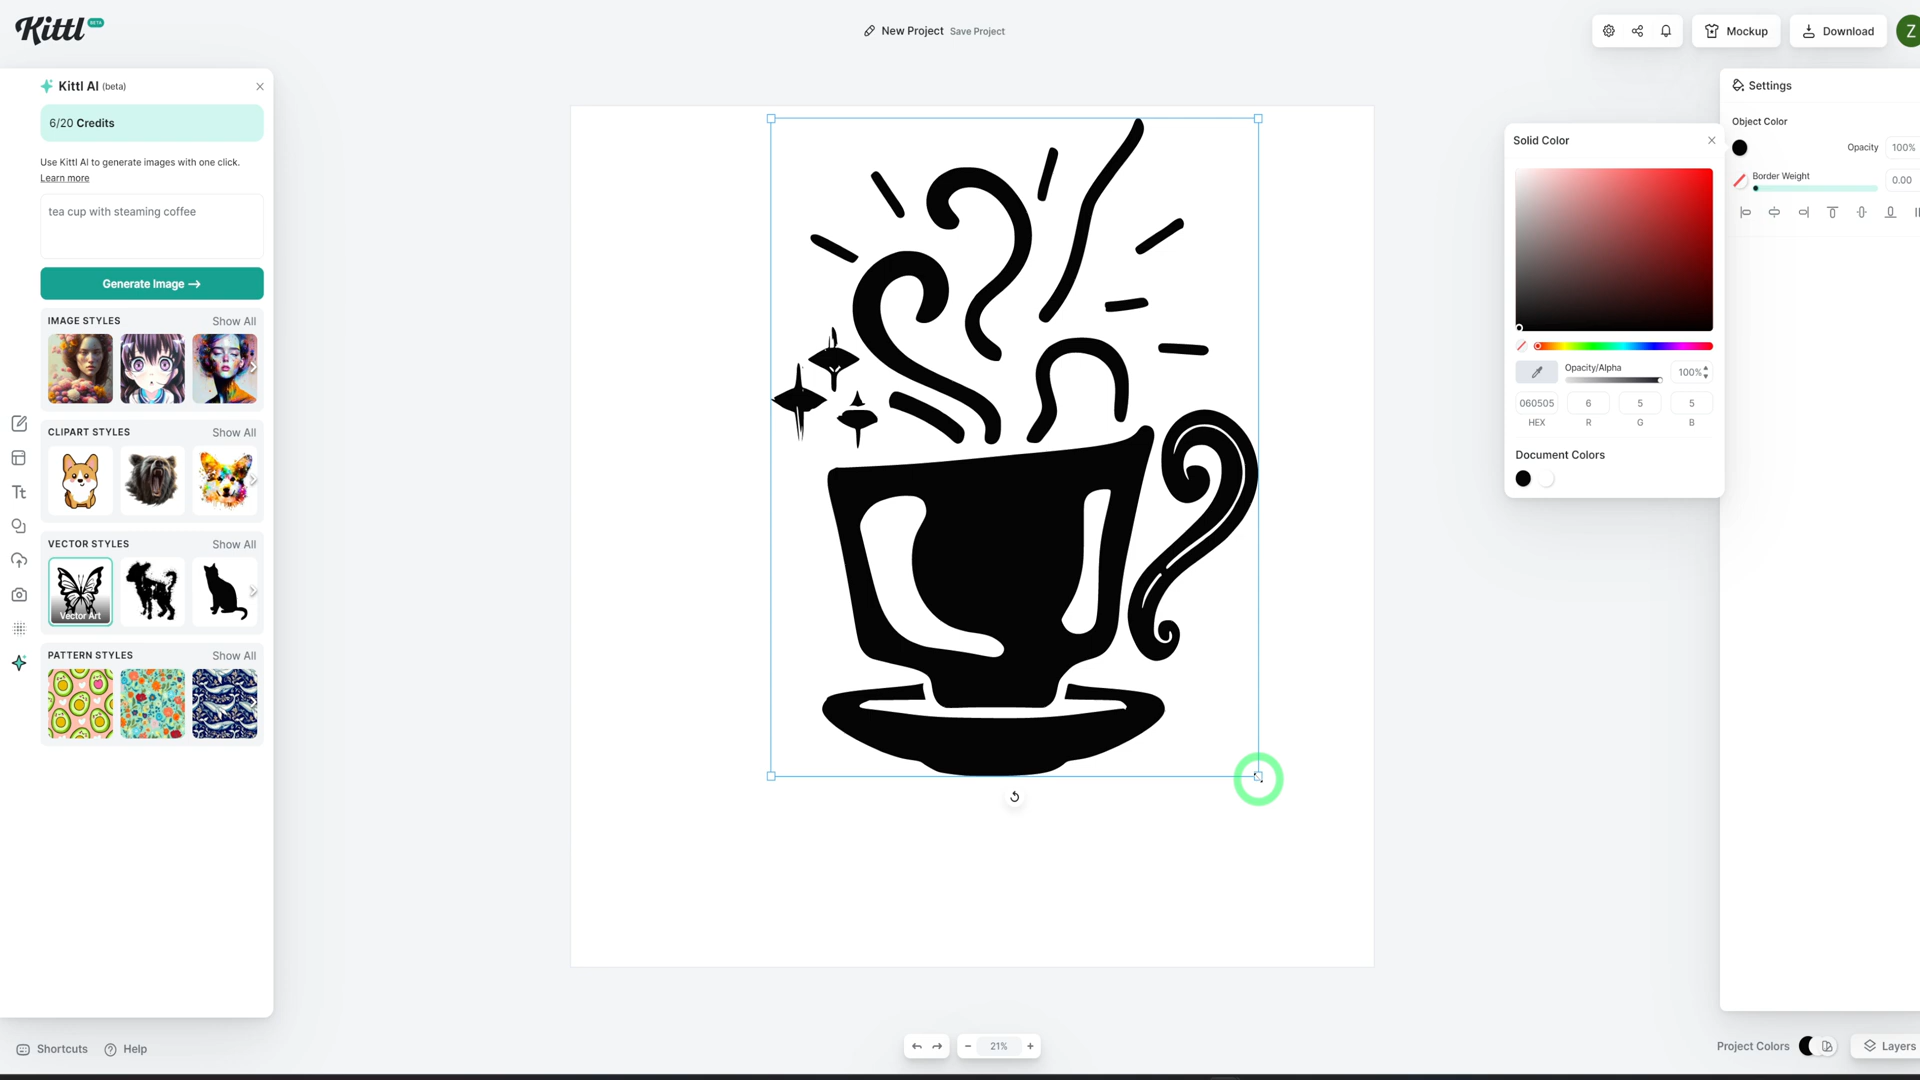 Kittl BETA
New Project Save Project
Mockup
Download
Z
Kittl AI (beta)
6/20 Credits
Use Kittl AI to generate images with one click.
Learn more
tea cup with steaming coffee
Generate Image →
IMAGE STYLES Show All
CLIPART STYLES Show All
VECTOR STYLES Show All
Vector Art
PATTERN STYLES Show All
Tt
Shortcuts
Help
21%
Solid Color
Opacity/Alpha
100%
060505 6 5 5
HEX R G B
Document Colors
Settings
Object Color
Opacity 100%
Border Weight
0.00
Project Colors
Layers